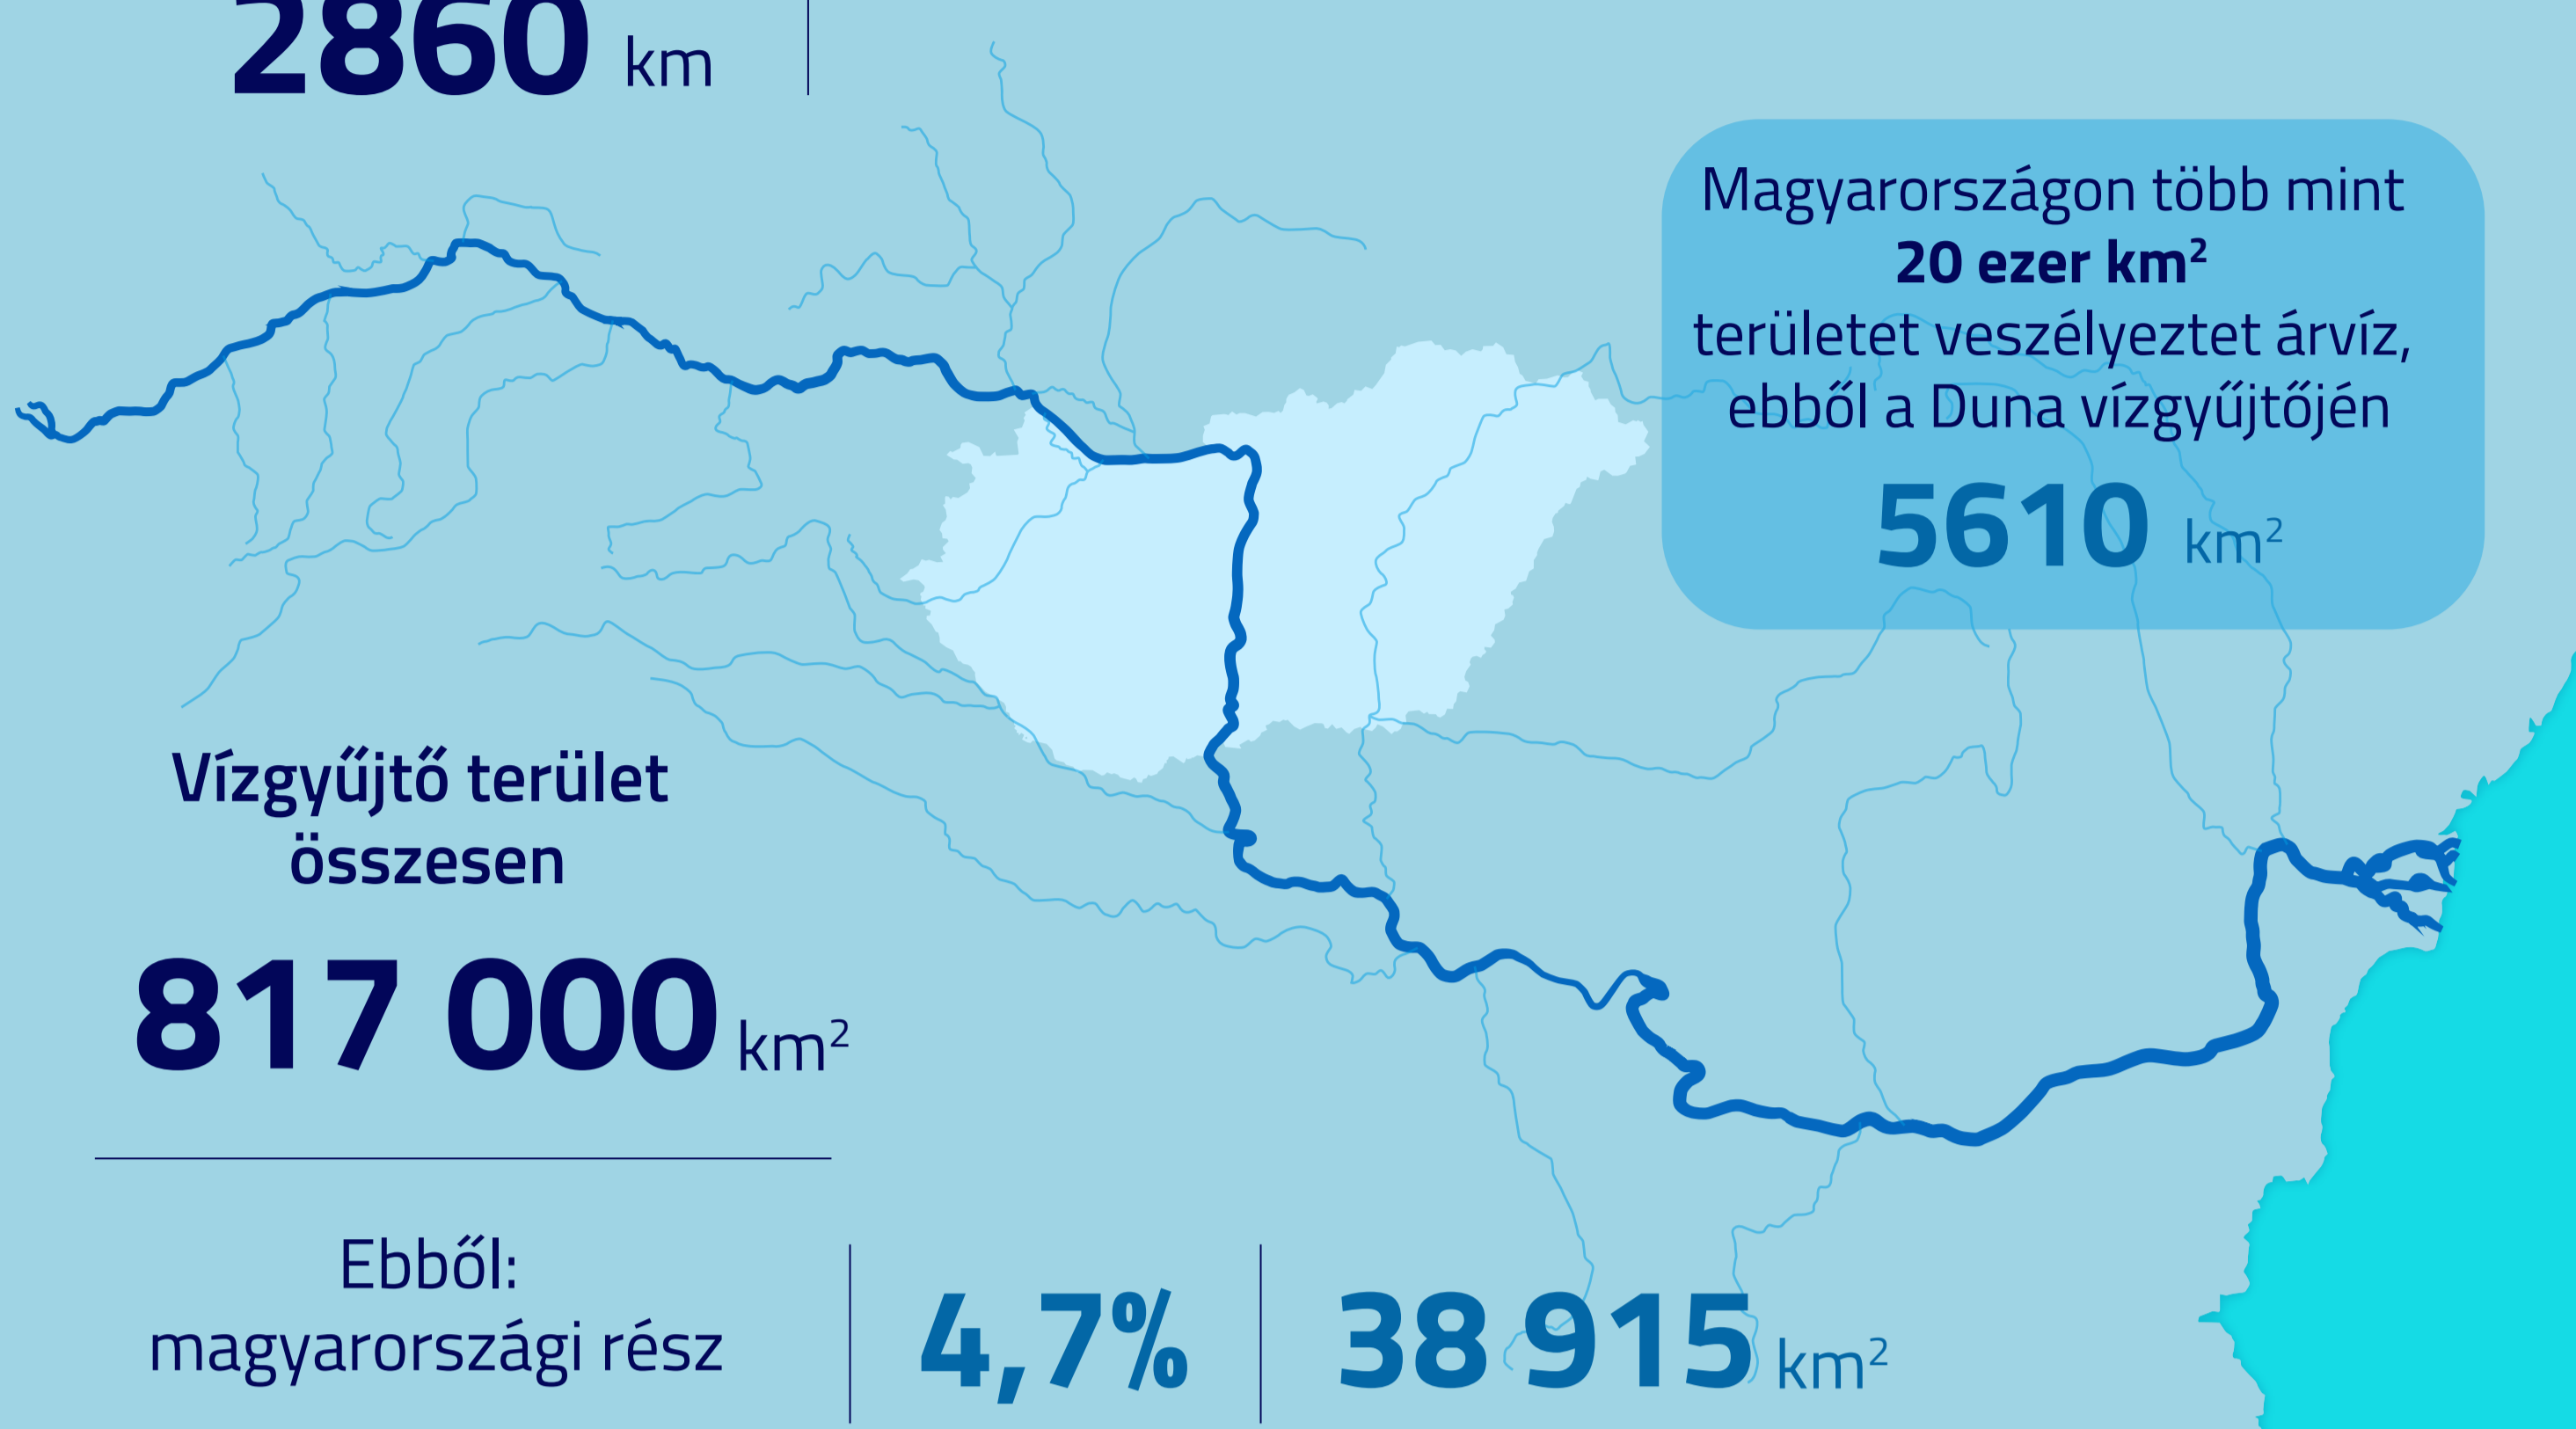 2860 km
Magyarországon több mint
20 ezer km²
területet veszélyeztet árvíz,
ebből a Duna vízgyűjtőjén
5610 km²
Vízgyűjtő terület
összesen
817 000 km²
Ebből:
magyarországi rész
4,7%
38 915 km²